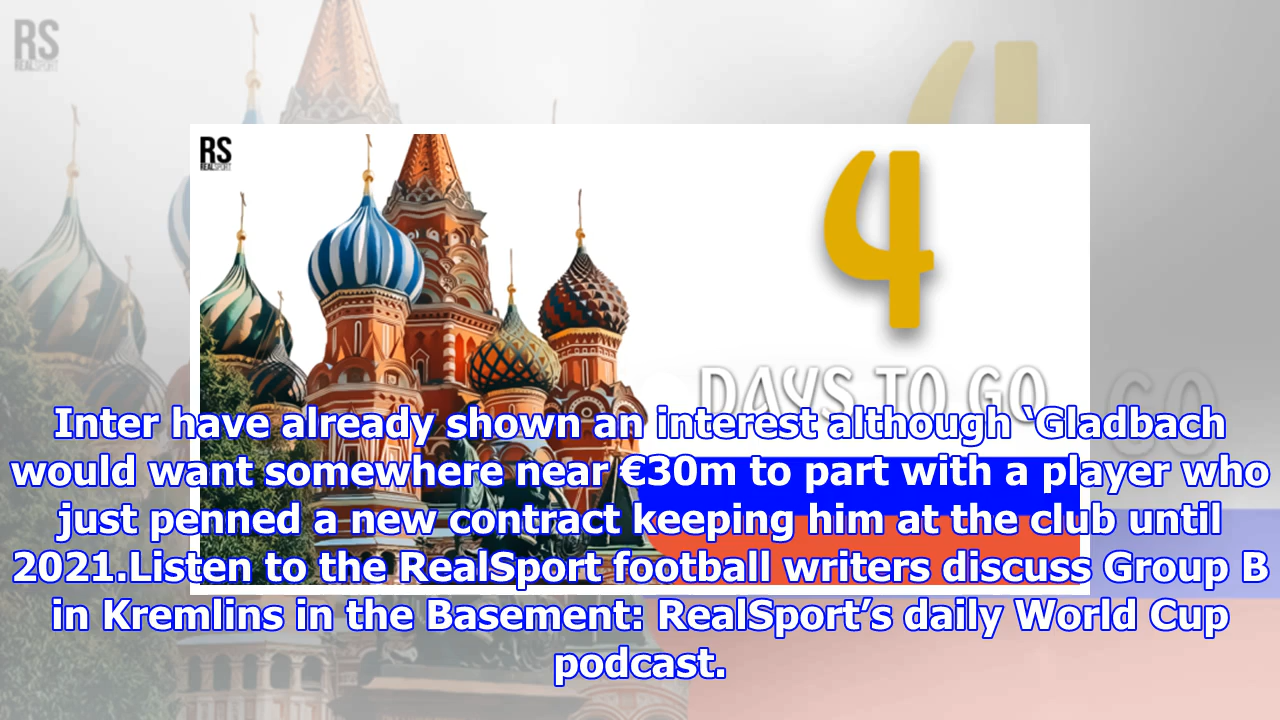 RS
REALSPORT
RS
REALSPORT
4
4
DAYS TO GO
GO
Inter have already shown an interest although ‘Gladbach
would want somewhere near €30m to part with a player who
just penned a new contract keeping him at the club until
2021.Listen to the RealSport football writers discuss Group B
in Kremlins in the Basement: RealSport’s daily World Cup
podcast.